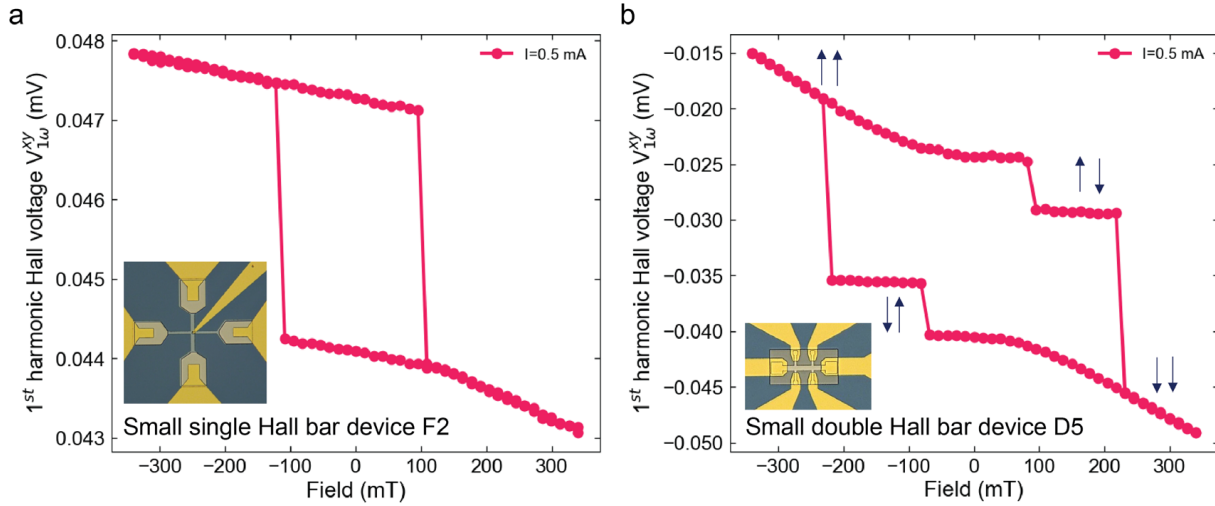 a
1st harmonic Hall voltage V1ωxy (mV)
0.048
0.047
0.046
0.045
0.044
0.043
I=0.5 mA
Small single Hall bar device F2
−300 −200 −100 0 100 200 300
Field (mT)
b
1st harmonic Hall voltage V1ωxy (mV)
−0.015
−0.020
−0.025
−0.030
−0.035
−0.040
−0.045
−0.050
I=0.5 mA
Small double Hall bar device D5
−300 −200 −100 0 100 200 300
Field (mT)